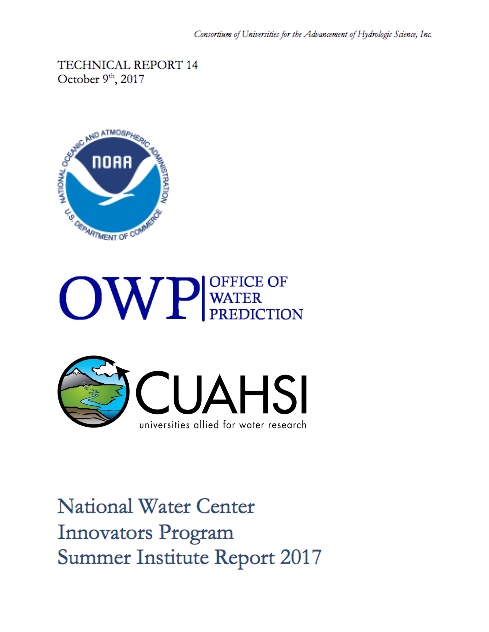 Consortium of Universities for the Advancement of Hydrologic Science, Inc.
TECHNICAL REPORT 14
October 9th, 2017
NATIONAL OCEANIC AND ATMOSPHERIC ADMINISTRATION
NOAA
U.S. DEPARTMENT OF COMMERCE
OWP
OFFICE OF
WATER
PREDICTION
CUAHSI
universities allied for water research
National Water Center
Innovators Program
Summer Institute Report 2017